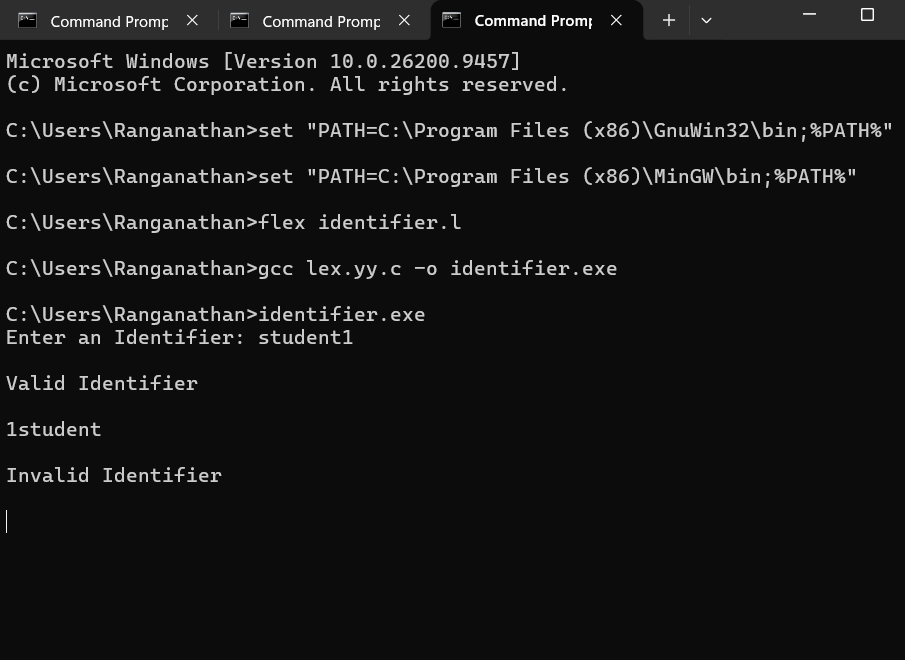 Command Promp
Command Promp
Command Promp
Microsoft Windows [Version 10.0.26200.9457]
(c) Microsoft Corporation. All rights reserved.
C:\Users\Ranganathan>set "PATH=C:\Program Files (x86)\GnuWin32\bin;%PATH%"
C:\Users\Ranganathan>set "PATH=C:\Program Files (x86)\MinGW\bin;%PATH%"
C:\Users\Ranganathan>flex identifier.l
C:\Users\Ranganathan>gcc lex.yy.c -o identifier.exe
C:\Users\Ranganathan>identifier.exe
Enter an Identifier: student1
Valid Identifier
1student
Invalid Identifier